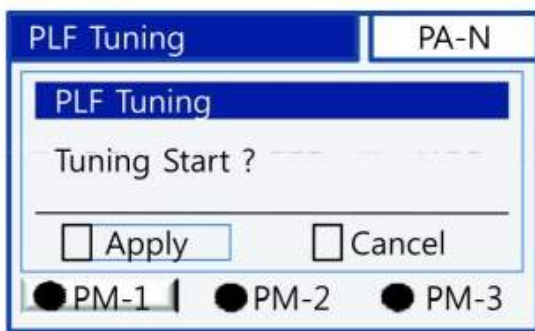 PLF Tuning PA-N
PLF Tuning
Tuning Start ?
Apply Cancel
PM-1 PM-2 PM-3